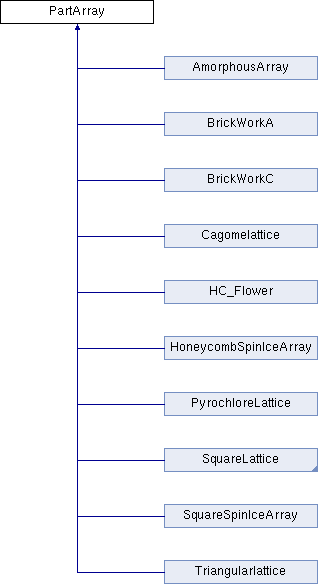 PartArray
AmorphousArray
BrickWorkA
BrickWorkC
Cagomelattice
HC_Flower
HoneycombSpinIceArray
PyrochloreLattice
SquareLattice
SquareSpinIceArray
Triangularlattice